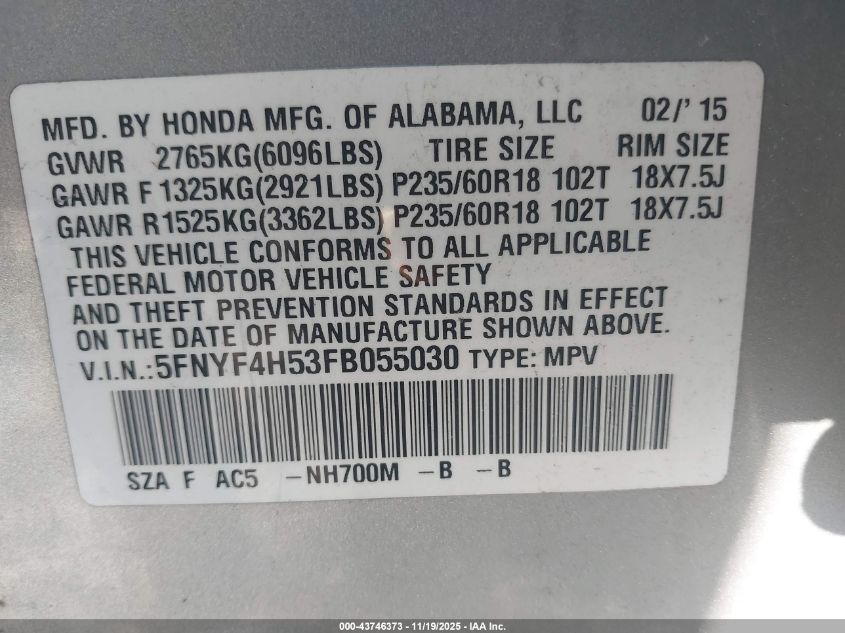 MFD. BY HONDA MFG. OF ALABAMA, LLC 02/' 15
GVWR 2765KG(6096LBS) TIRE SIZE RIM SIZE
GAWR F 1325KG(2921LBS) P235/60R18 102T 18X7.5J
GAWR R1525KG(3362LBS) P235/60R18 102T 18X7.5J
THIS VEHICLE CONFORMS TO ALL APPLICABLE
FEDERAL MOTOR VEHICLE SAFETY
AND THEFT PREVENTION STANDARDS IN EFFECT
ON THE DATE OF MANUFACTURE SHOWN ABOVE.
V.I.N.:5FNYF4H53FB055030 TYPE: MPV
SZA F AC5 -NH700M -B -B
000-43746373 - 11/19/2025 - IAA Inc.